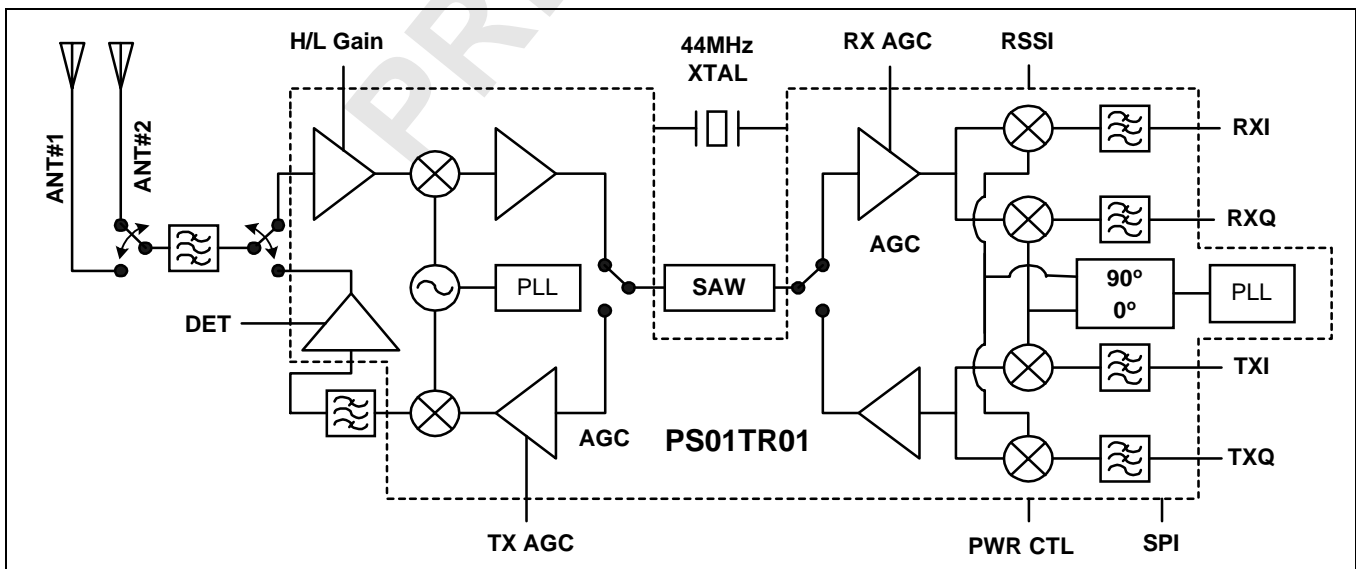 H/L Gain
44MHz
XTAL
RX AGC
RSSI
ANT#1
ANT#2
RXI
RXQ
AGC
PLL
SAW
90º
0º
PLL
DET
TXI
AGC
PS01TR01
TXQ
TX AGC
PWR CTL
SPI